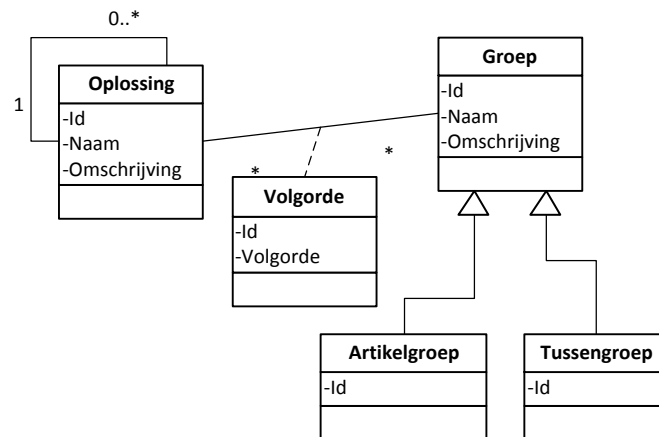 0..*
1
Oplossing
-Id
-Naam
-Omschrijving
Groep
-Id
-Naam
-Omschrijving
*
*
Volgorde
-Id
-Volgorde
Artikelgroep
-Id
Tussengroep
-Id